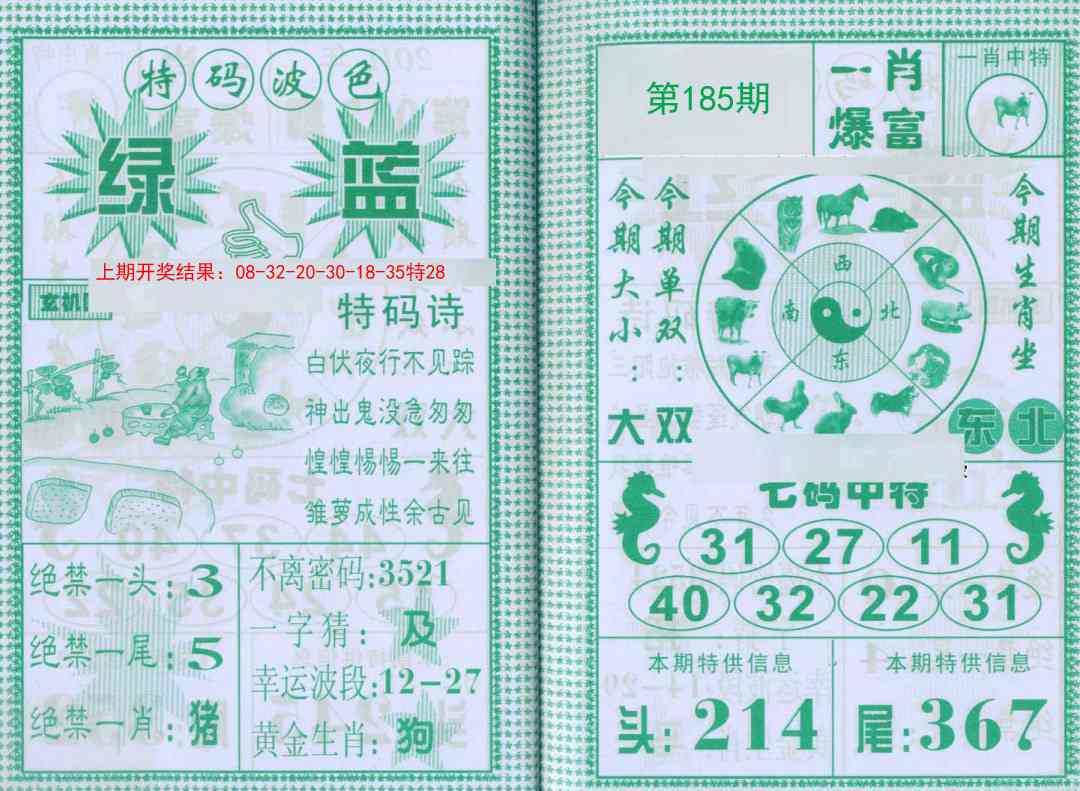 特码波色
绿 蓝
上期开奖结果：08-32-20-30-18-35特28
玄机
特码诗
白伏夜行不见踪
神出鬼没急匆匆
惶惶惕惕一来往
雏萝成性余古见
绝禁一头:3
绝禁一尾:5
绝禁一肖:猪
不离密码:3521
一字猜：及
幸运波段:12-27
黄金生肖:狗
第185期
一肖
爆富
一肖中特
今期大小：大
今期单双：双
西
南 北
东
今期生肖坐
东北
七码中特
31 27 11
40 32 22 31
本期特供信息
头:214
本期特供信息
尾:367